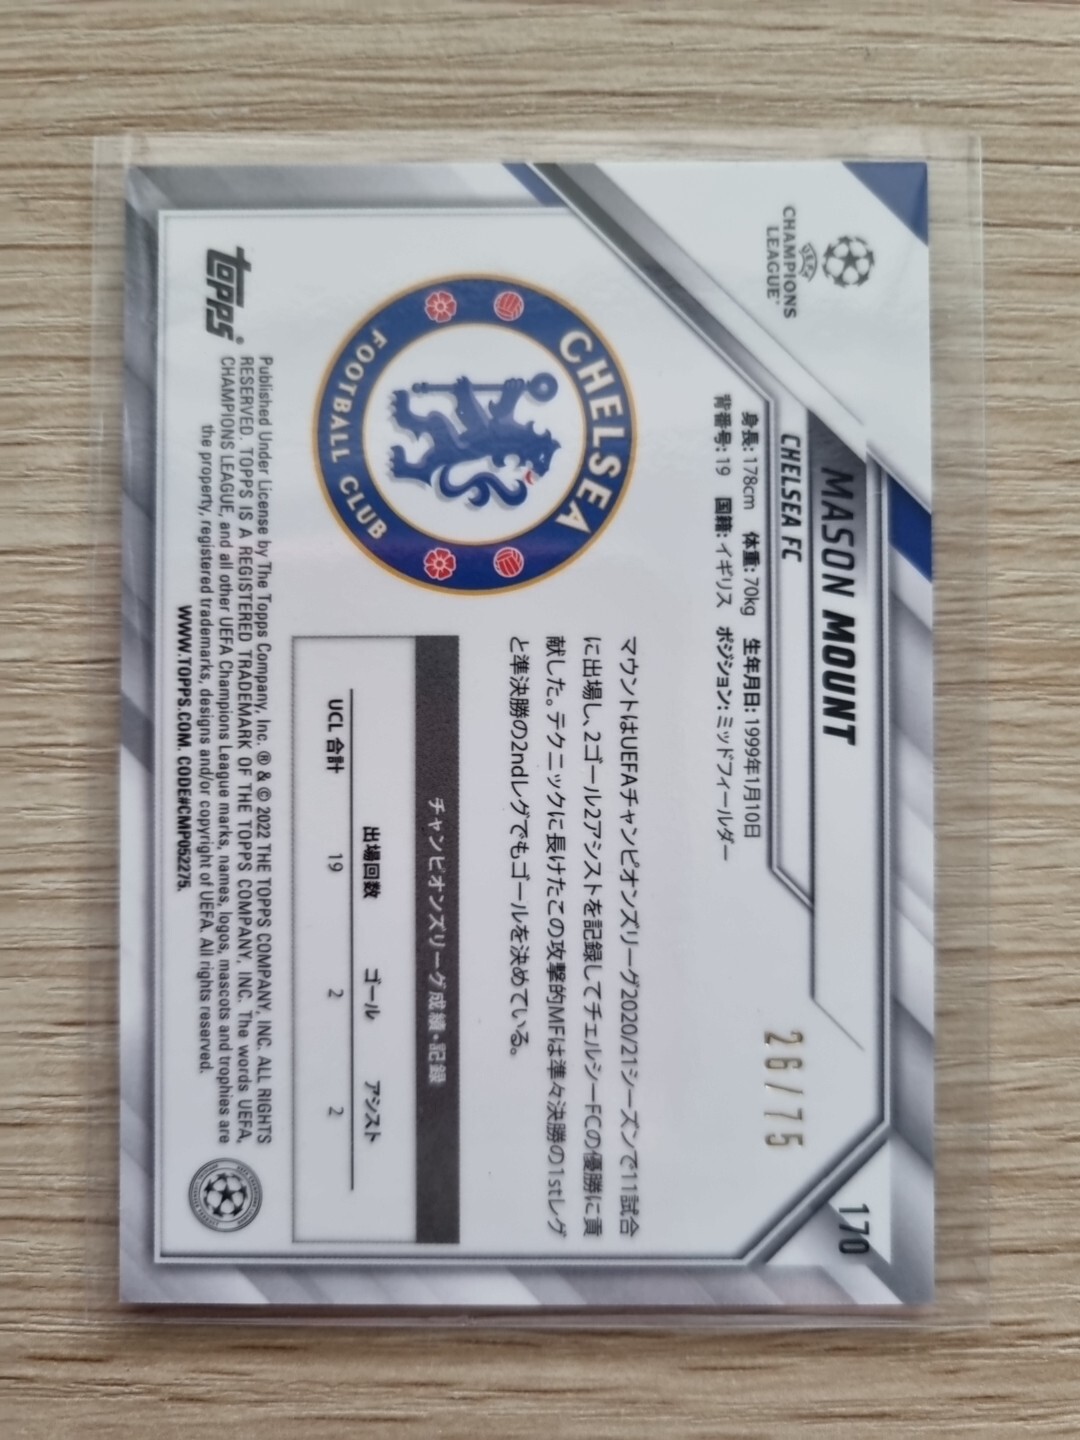 UEFA
CHAMPIONS
LEAGUE
MASON MOUNT
170
CHELSEA FC
26/75
身長: 178cm 体重: 70kg 生年月日: 1999年1月10日
背番号: 19 国籍: イギリス ポジション: ミッドフィールダー
CHELSEA
FOOTBALL CLUB
マウントはUEFAチャンピオンズリーグ2020/21シーズンで11試合
に出場し、2ゴール2アシストを記録してチェルシーFCの優勝に貢
献した。テクニックに長けたこの攻撃的MFは準々決勝の1stレグ
と準決勝の2ndレグでもゴールを決めている。
チャンピオンズリーグ成績・記録
出場回数 ゴール アシスト
UCL 合計 19 2 2
topps
Published Under License by The Topps Company, Inc. ® & © 2022 THE TOPPS COMPANY, INC. ALL RIGHTS
RESERVED. TOPPS IS A REGISTERED TRADEMARK OF THE TOPPS COMPANY, INC. The words UEFA,
CHAMPIONS LEAGUE, and all other UEFA Champions League marks, names, logos, mascots and trophies are
the property, registered trademarks, designs and/or copyright of UEFA. All rights reserved.
WWW.TOPPS.COM. CODE#CMP052275.